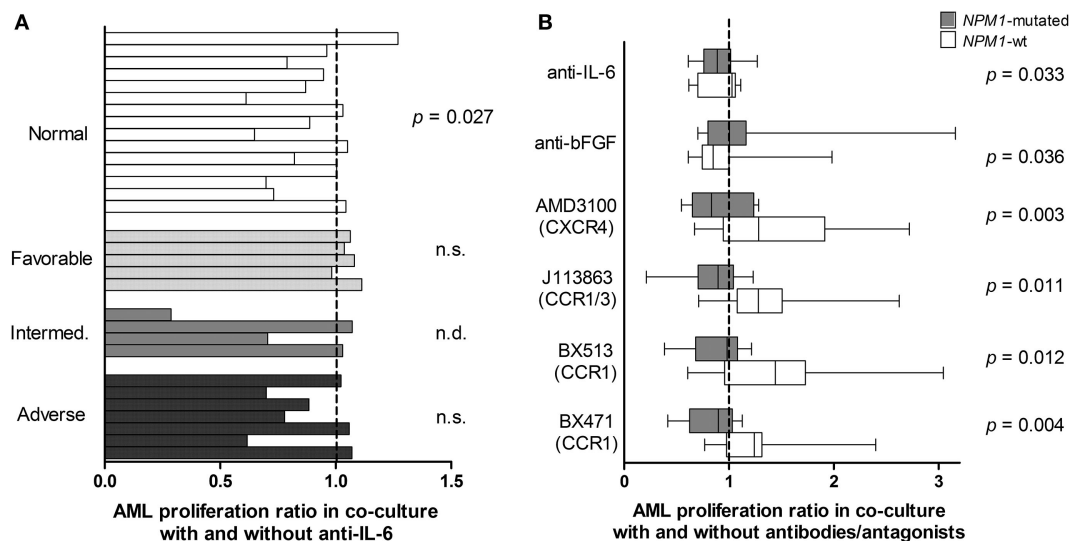 A
Normal
p = 0.027
Favorable
n.s.
Intermed.
n.d.
Adverse
n.s.
0.0 0.5 1.0 1.5
AML proliferation ratio in co-culture
with and without anti-IL-6
B
NPM1-mutated
NPM1-wt
anti-IL-6
p = 0.033
anti-bFGF
p = 0.036
AMD3100
(CXCR4)
p = 0.003
J113863
(CCR1/3)
p = 0.011
BX513
(CCR1)
p = 0.012
BX471
(CCR1)
p = 0.004
0 1 2 3
AML proliferation ratio in co-culture
with and without antibodies/antagonists